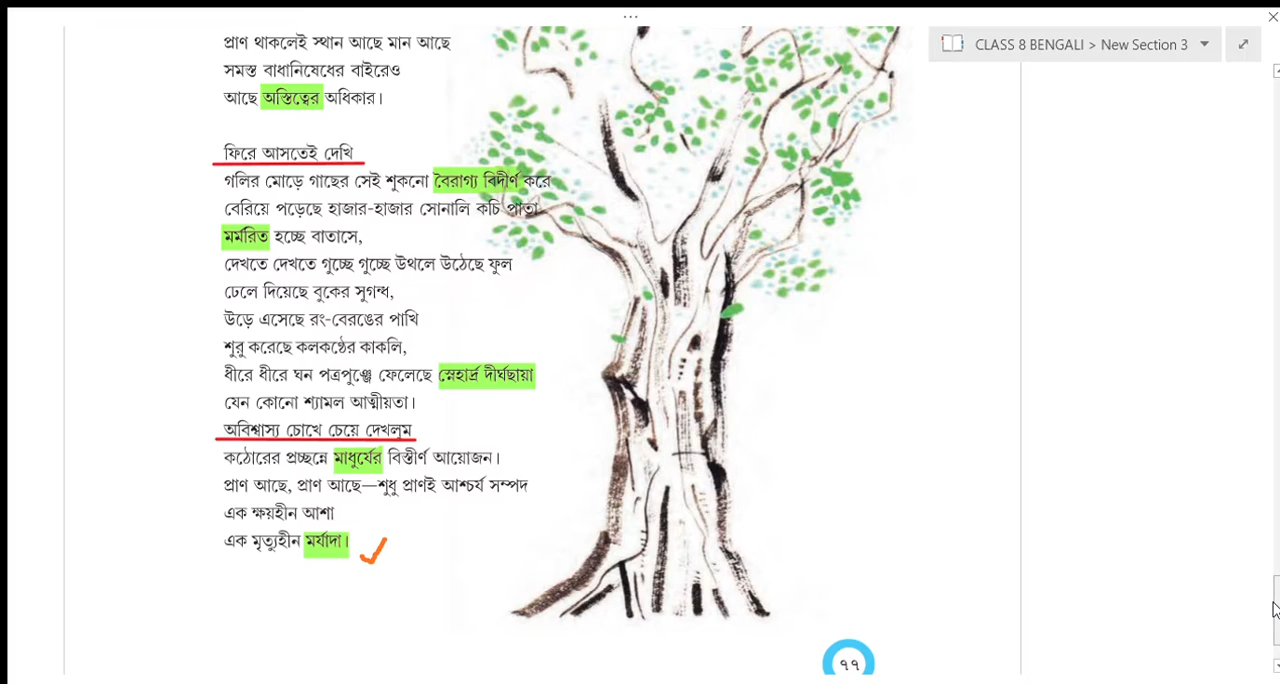 ...
CLASS 8 BENGALI > New Section 3
প্রাণ থাকলেই স্থান আছে মান আছে
সমস্ত বাধানিষেধের বাইরেও
আছে অস্তিত্বের অধিকার।
ফিরে আসতেই দেখি
গলির মোড়ে গাছের সেই শুকনো বৈরাগ্য বিদীর্ণ করে
বেরিয়ে পড়েছে হাজার-হাজার সোনালি কচি পাতা
মর্মরিত হচ্ছে বাতাসে,
দেখতে দেখতে গুচ্ছে গুচ্ছে উথলে উঠেছে ফুল
ঢেলে দিয়েছে বুকের সুগন্ধ,
উড়ে এসেছে রং-বেরঙের পাখি
শুরু করেছে কলকণ্ঠের কাকলি,
ধীরে ধীরে ঘন পত্রপুঞ্জে ফেলেছে স্নেহার্দ্র দীর্ঘছায়া
যেন কোনো শ্যামল আত্মীয়তা।
অবিশ্বাস্য চোখে চেয়ে দেখলুম
কঠোরের প্রচ্ছন্নে মাধুর্যের বিস্তীর্ণ আয়োজন।
প্রাণ আছে, প্রাণ আছে—শুধু প্রাণই আশ্চর্য সম্পদ
এক ক্ষয়হীন আশা
এক মৃত্যুহীন মর্যাদা।
৭৭